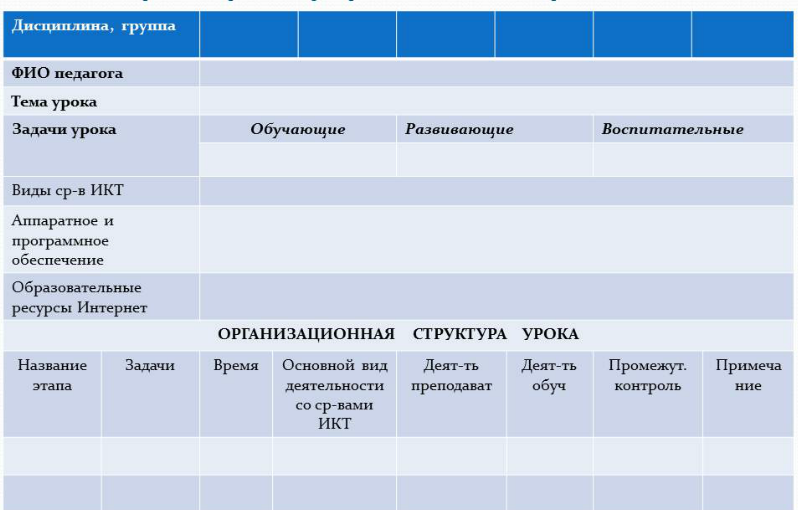 Дисциплина, группа
ФИО педагога
Тема урока
Задачи урока
Обучающие
Развивающие
Воспитательные
Виды ср-в ИКТ
Аппаратное и
программное
обеспечение
Образовательные
ресурсы Интернет
ОРГАНИЗАЦИОННАЯ СТРУКТУРА УРОКА
Название
этапа
Задачи
Время
Основной вид
деятельности
со ср-вами
ИКТ
Деят-ть
преподават
Деят-ть
обуч
Промежут.
контроль
Примеча
ние